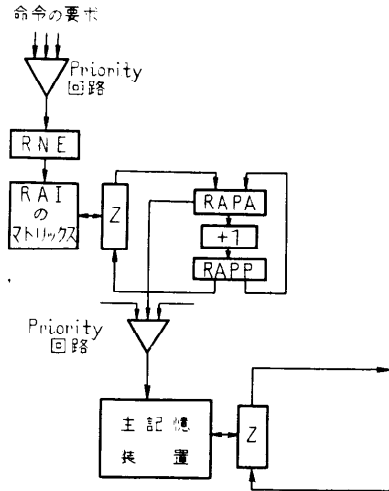 命令の要求
Priority
回路
RNE
RAI
の
マトリックス
Z
RAPA
+1
RAPP
Priority
回路
主記憶
装置
Z